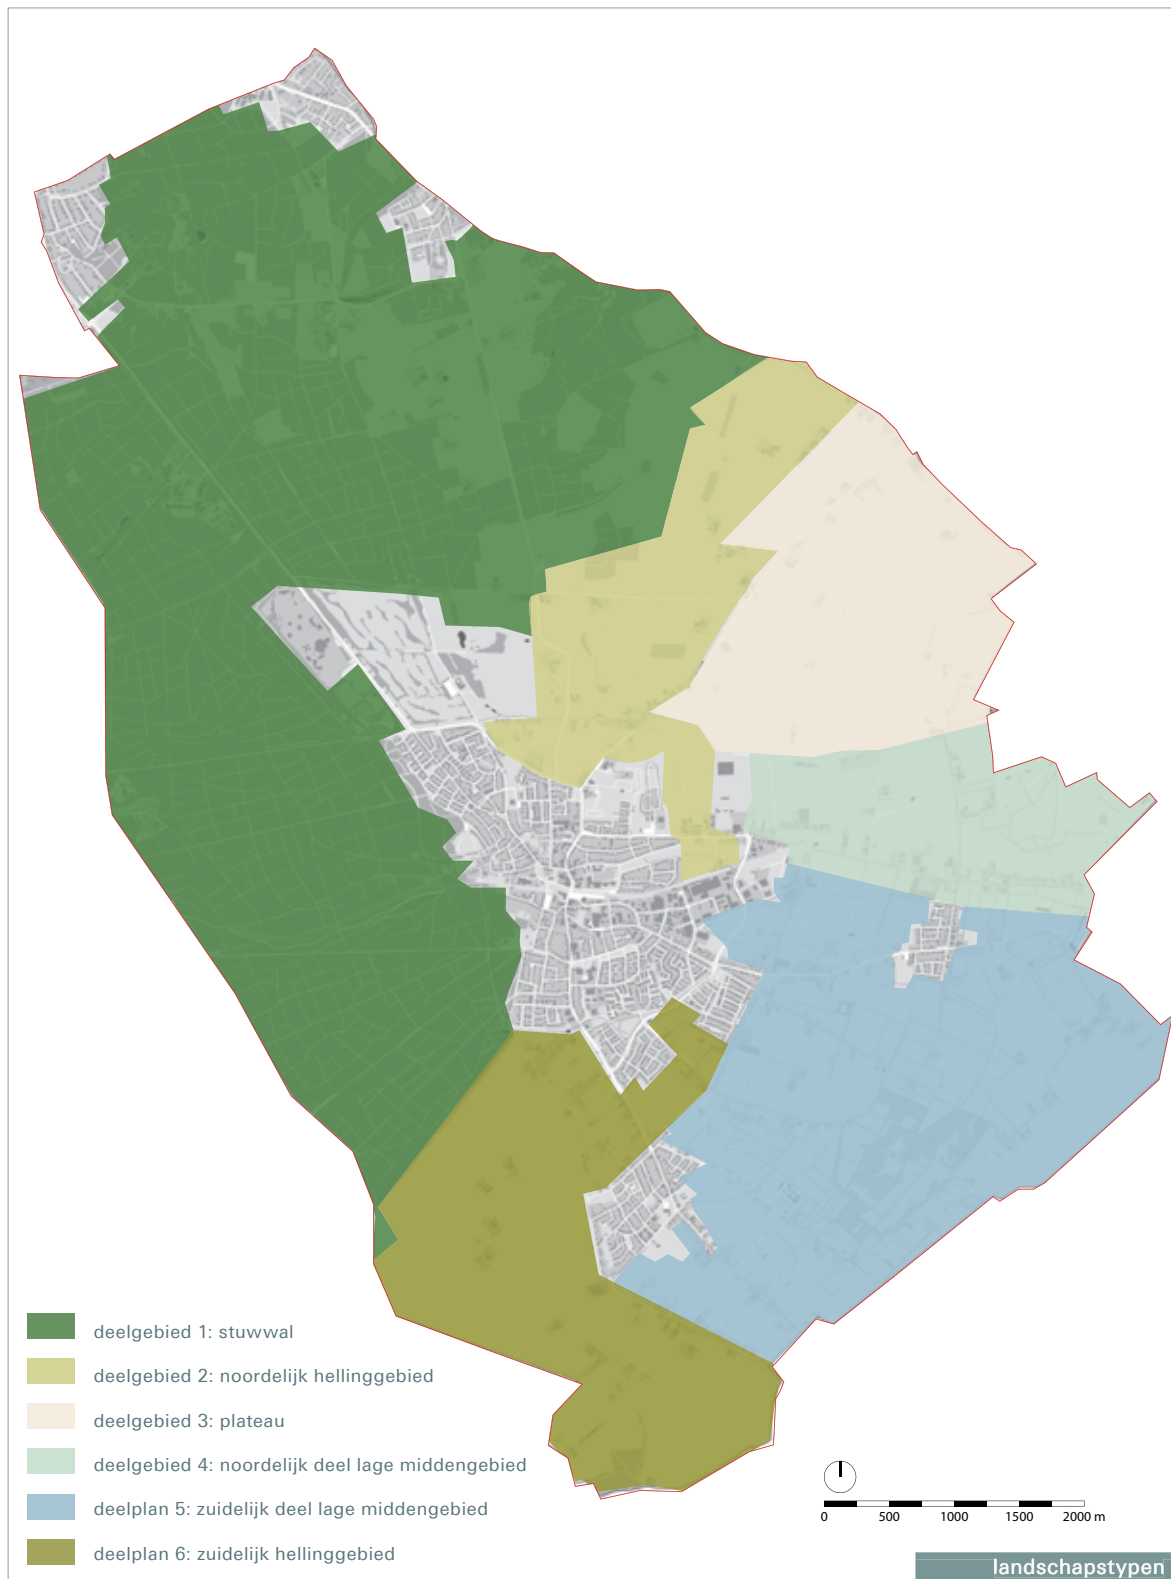 deelgebied 1: stuwwal
deelgebied 2: noordelijk hellinggebied
deelgebied 3: plateau
deelgebied 4: noordelijk deel lage middengebied
deelplan 5: zuidelijk deel lage middengebied
deelplan 6: zuidelijk hellinggebied
0 500 1000 1500 2000 m
landschapstypen